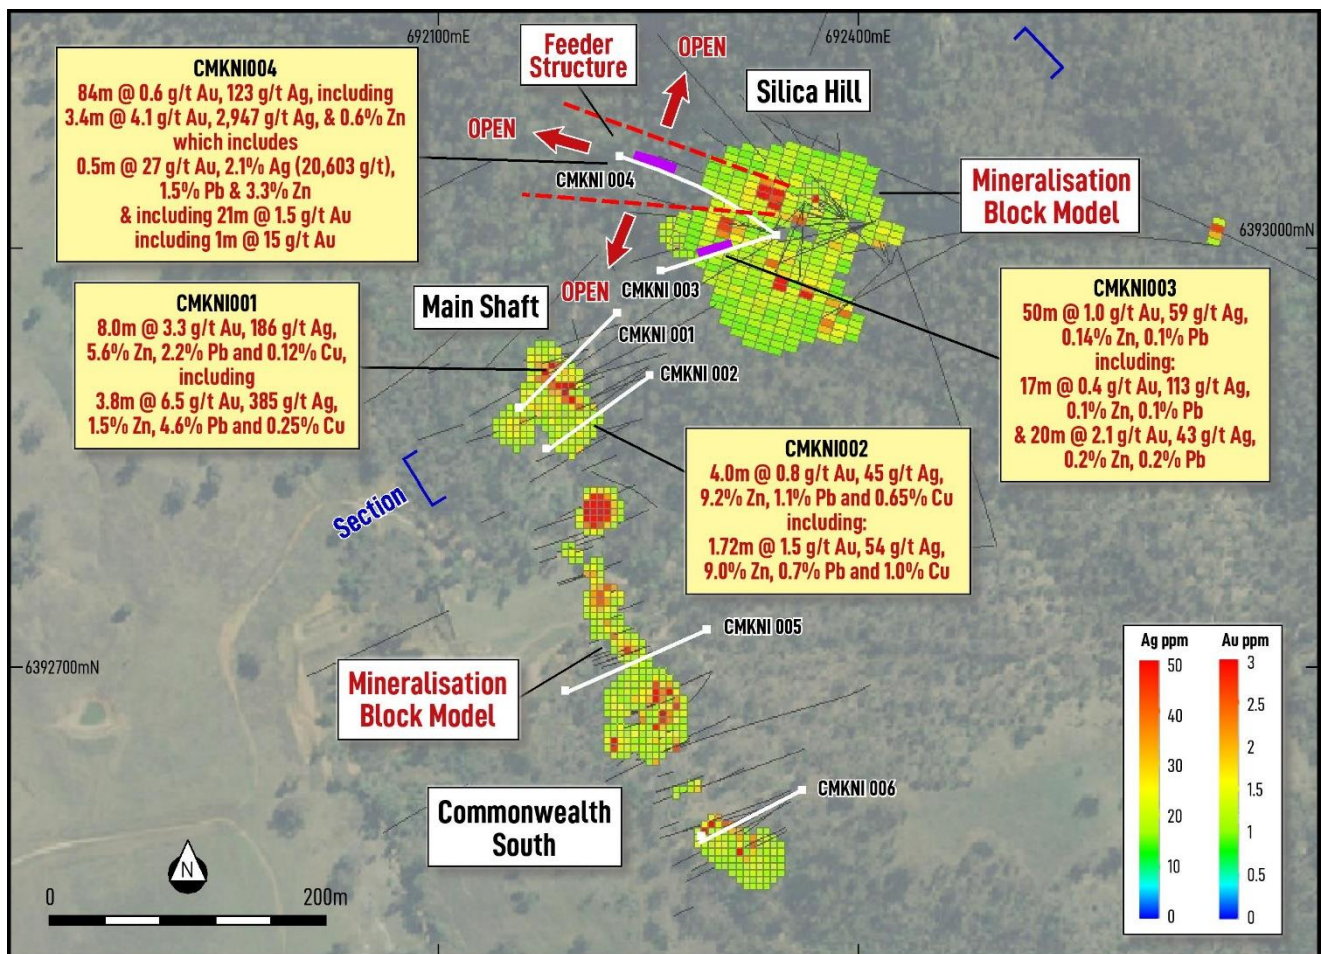 692100mE
692400mE
CMKNI004
84m @ 0.6 g/t Au, 123 g/t Ag, including
3.4m @ 4.1 g/t Au, 2,947 g/t Ag, & 0.6% Zn
which includes
0.5m @ 27 g/t Au, 2.1% Ag (20,603 g/t),
1.5% Pb & 3.3% Zn
& including 21m @ 1.5 g/t Au
including 1m @ 15 g/t Au
Feeder
Structure
OPEN
Silica Hill
OPEN
CMKNI 004
Mineralisation
Block Model
6393000mN
OPEN
CMKNI 003
Main Shaft
CMKNI 001
CMKNI 002
CMKNI001
8.0m @ 3.3 g/t Au, 186 g/t Ag,
5.6% Zn, 2.2% Pb and 0.12% Cu,
including
3.8m @ 6.5 g/t Au, 385 g/t Ag,
1.5% Zn, 4.6% Pb and 0.25% Cu
CMKNI003
50m @ 1.0 g/t Au, 59 g/t Ag,
0.14% Zn, 0.1% Pb
including:
17m @ 0.4 g/t Au, 113 g/t Ag,
0.1% Zn, 0.1% Pb
& 20m @ 2.1 g/t Au, 43 g/t Ag,
0.2% Zn, 0.2% Pb
CMKNI002
4.0m @ 0.8 g/t Au, 45 g/t Ag,
9.2% Zn, 1.1% Pb and 0.65% Cu
including:
1.72m @ 1.5 g/t Au, 54 g/t Ag,
9.0% Zn, 0.7% Pb and 1.0% Cu
Section
CMKNI 005
6392700mN
Mineralisation
Block Model
CMKNI 006
Commonwealth
South
N
0 200m
Ag ppm Au ppm
50 3
40 2.5
2
30
1.5
20
1
10 0.5
0 0